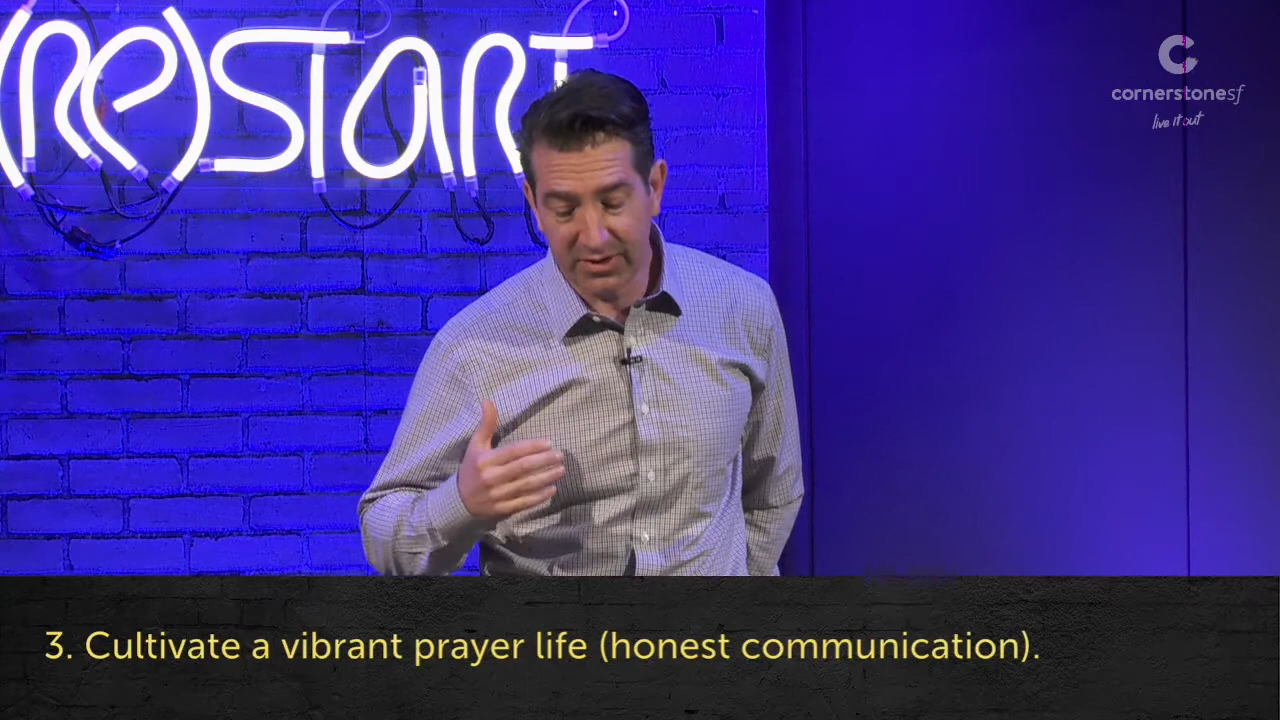 (re)start
cornerstonesf
live it out
3. Cultivate a vibrant prayer life (honest communication).